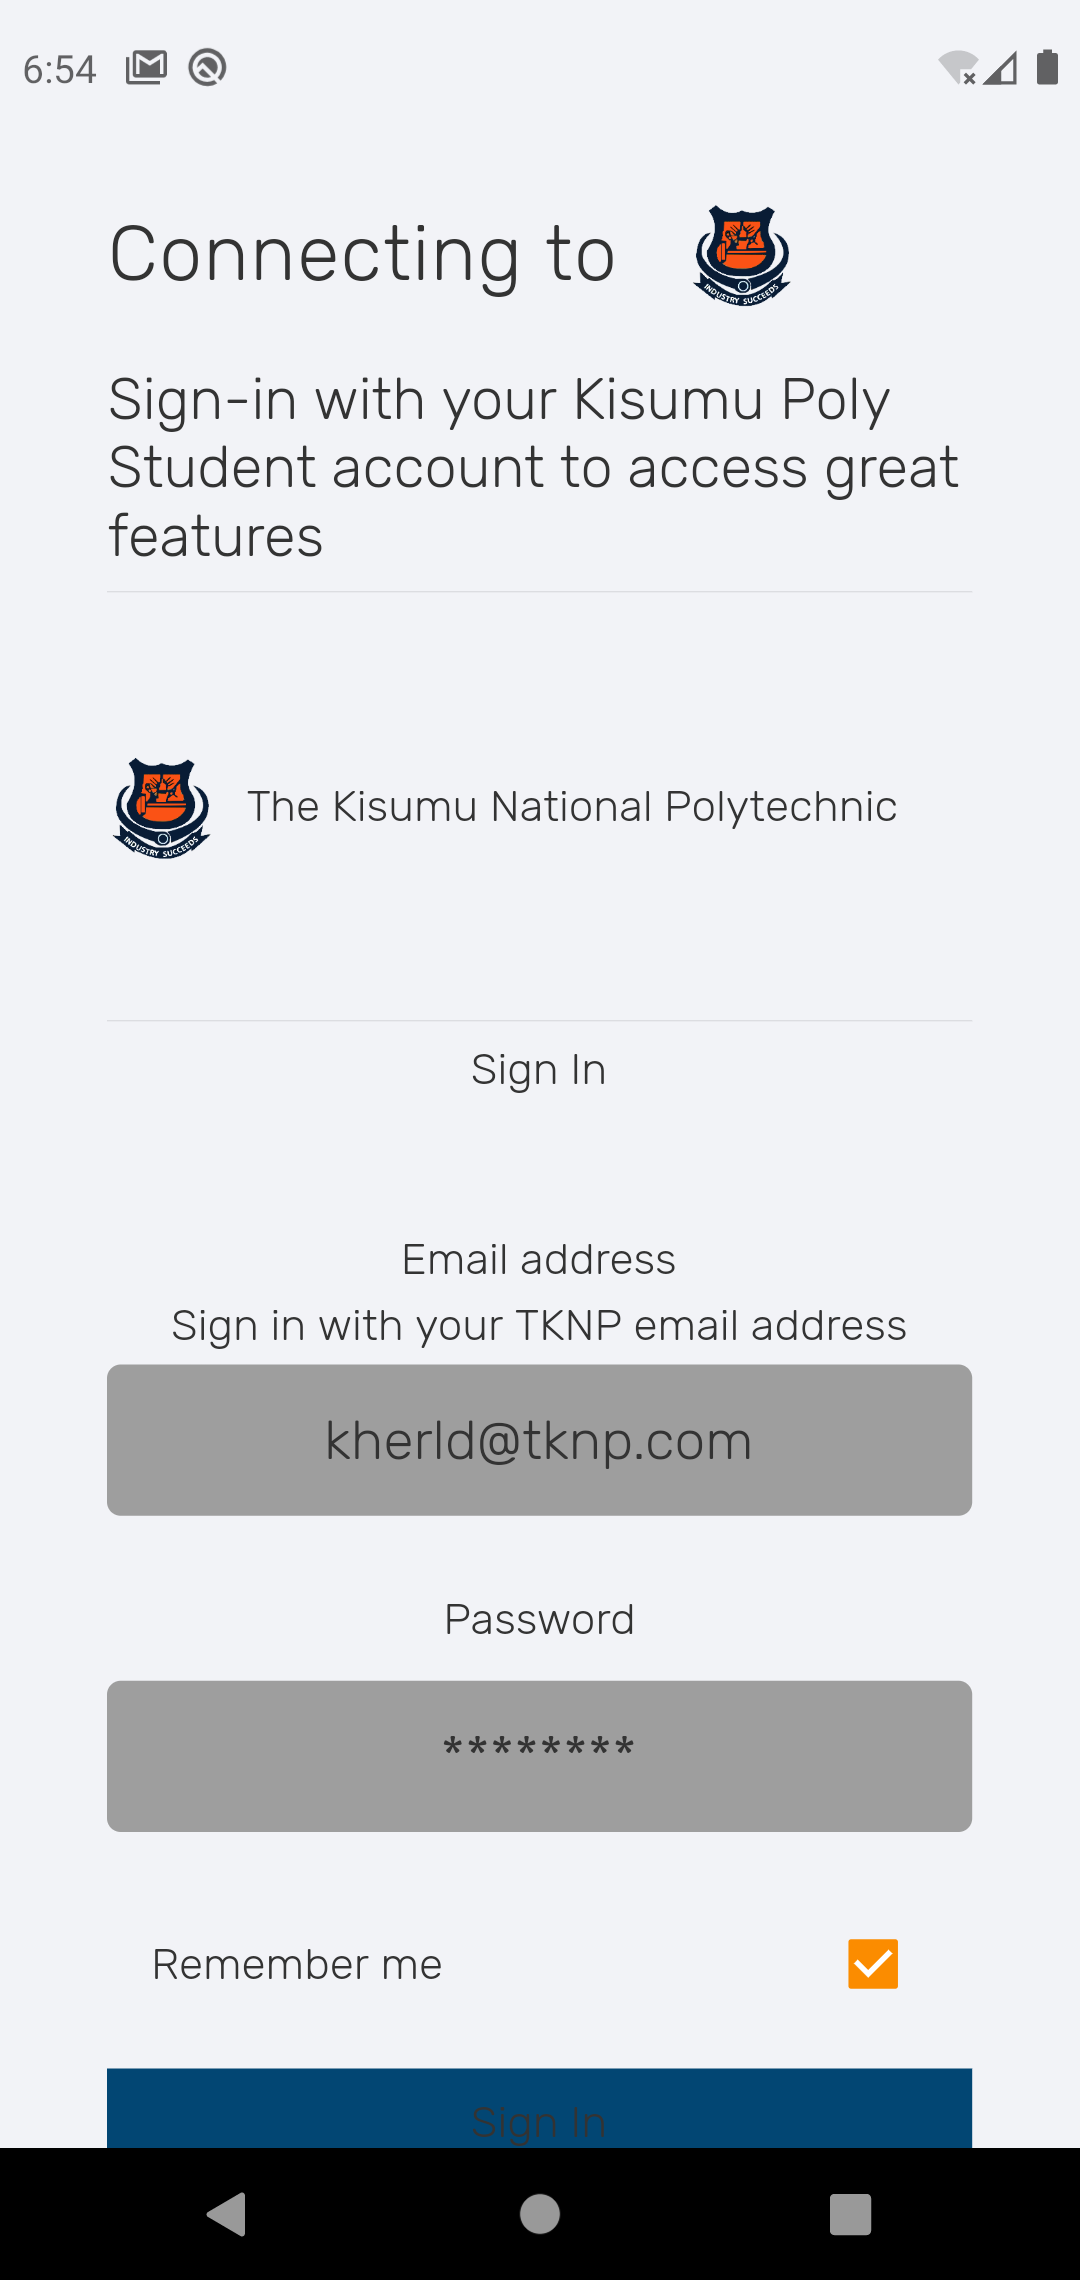 6:54
Connecting to
INDUSTRY SUCCEEDS
Sign-in with your Kisumu Poly
Student account to access great
features
INDUSTRY SUCCEEDS
The Kisumu National Polytechnic
Sign In
Email address
Sign in with your TKNP email address
kherld@tknp.com
Password
********
Remember me
Sign In